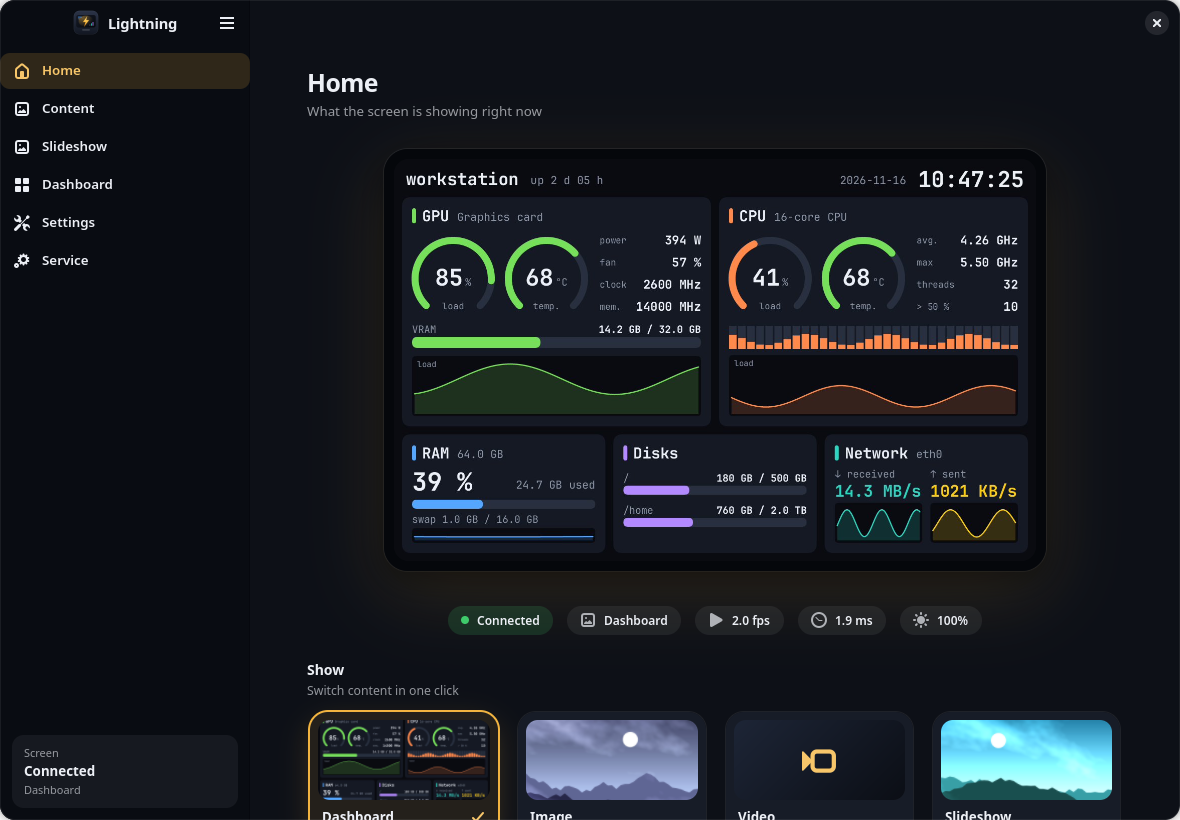 Lightning
Home
Content
Slideshow
Dashboard
Settings
Service
Screen
Connected
Dashboard
Home
What the screen is showing right now
workstation up 2 d 05 h 2026-11-16 10:47:25
GPU Graphics card
85% load
68°C temp.
power 394 W
fan 57 %
clock 2600 MHz
mem. 14000 MHz
VRAM 14.2 GB / 32.0 GB
load
CPU 16-core CPU
41% load
68°C temp.
avg. 4.26 GHz
max 5.50 GHz
threads 32
> 50 % 10
load
RAM 64.0 GB
39 % 24.7 GB used
swap 1.0 GB / 16.0 GB
Disks
/ 180 GB / 500 GB
/home 760 GB / 2.0 TB
Network eth0
↓ received ↑ sent
14.3 MB/s 1021 KB/s
Connected Dashboard 2.0 fps 1.9 ms 100%
Show
Switch content in one click
Dashboard Image Video Slideshow